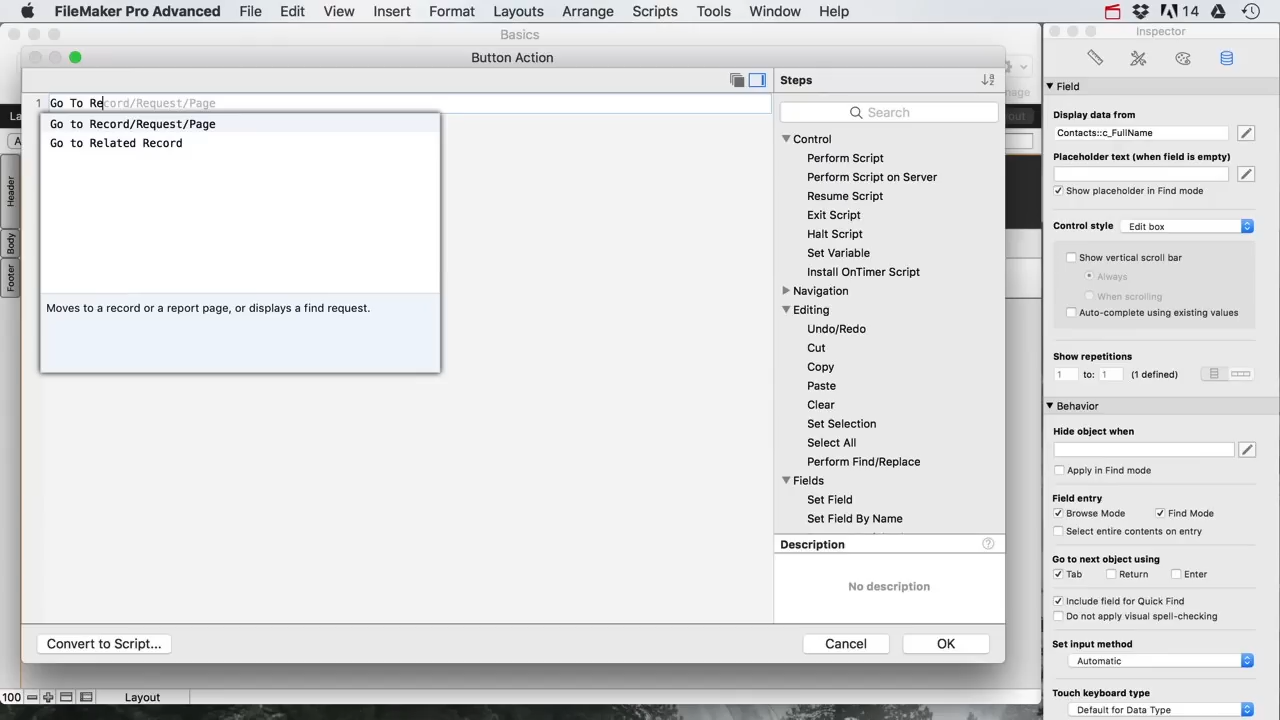 FileMaker Pro Advanced File Edit View Insert Format Layouts Arrange Scripts Tools Window Help 14
Basics
Button Action
1 Go To Record/Request/Page
Go to Record/Request/Page
Go to Related Record
Moves to a record or a report page, or displays a find request.
Convert to Script...
Cancel
OK
Steps
Search
Control
Perform Script
Perform Script on Server
Resume Script
Exit Script
Halt Script
Set Variable
Install OnTimer Script
Navigation
Editing
Undo/Redo
Cut
Copy
Paste
Clear
Set Selection
Select All
Perform Find/Replace
Fields
Set Field
Set Field By Name
Description
No description
Header
Body
Footer
100
Layout
Inspector
Field
Display data from
Contacts::c_FullName
Placeholder text (when field is empty)
Show placeholder in Find mode
Control style Edit box
Show vertical scroll bar
Always
When scrolling
Auto-complete using existing values
Show repetitions
1 to: 1 (1 defined)
Behavior
Hide object when
Apply in Find mode
Field entry
Browse Mode Find Mode
Select entire contents on entry
Go to next object using
Tab Return Enter
Include field for Quick Find
Do not apply visual spell-checking
Set input method
Automatic
Touch keyboard type
Default for Data Type